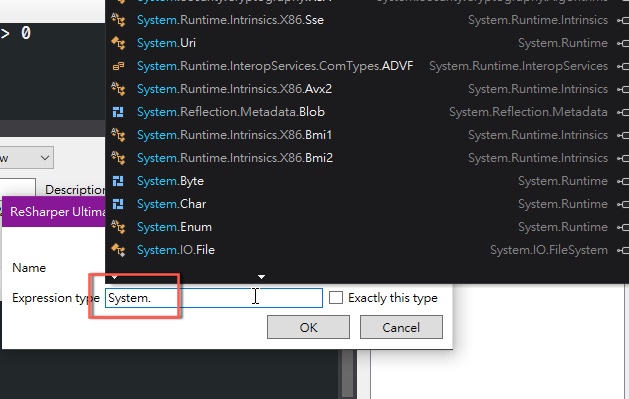 System.Runtime.Intrinsics.X86.Sse System.Runtime.Intrinsics
> 0
System.Uri System.Runtime
System.Runtime.InteropServices.ComTypes.ADVF System.Runtime.InteropServices
System.Runtime.Intrinsics.X86.Avx2 System.Runtime.Intrinsics
System.Reflection.Metadata.Blob System.Reflection.Metadata
System.Runtime.Intrinsics.X86.Bmi1 System.Runtime.Intrinsics
System.Runtime.Intrinsics.X86.Bmi2 System.Runtime.Intrinsics
System.Byte System.Runtime
Description
System.Char System.Runtime
ReSharper Ultima
System.Enum System.Runtime
System.IO.File System.IO.FileSystem
Name
Expression type System. Exactly this type
OK Cancel